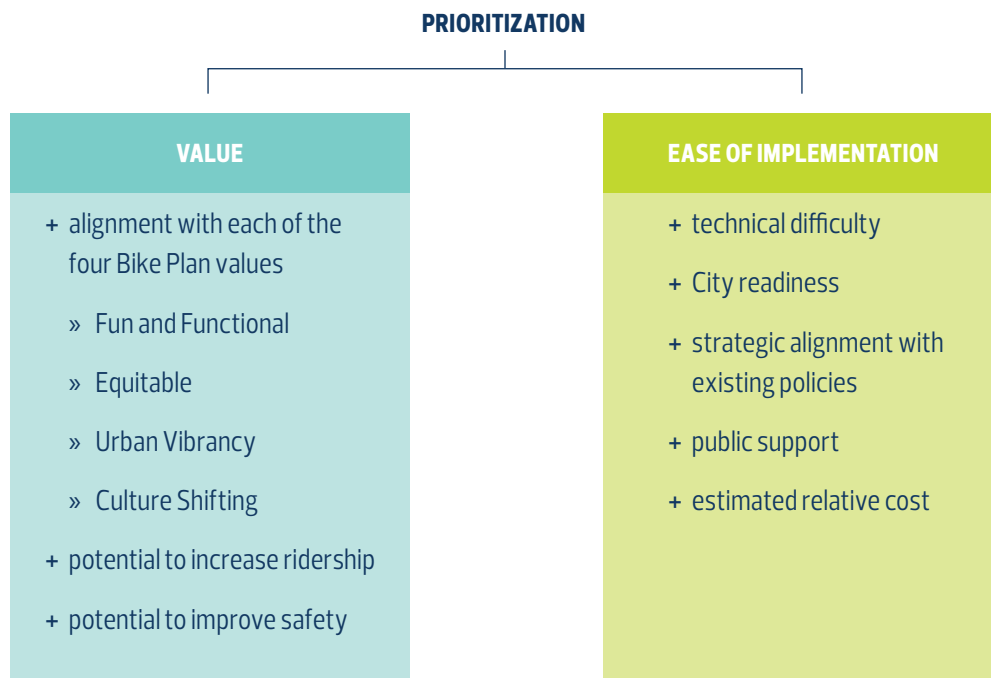 PRIORITIZATION
VALUE
+ alignment with each of the
four Bike Plan values
» Fun and Functional
» Equitable
» Urban Vibrancy
» Culture Shifting
+ potential to increase ridership
+ potential to improve safety
EASE OF IMPLEMENTATION
+ technical difficulty
+ City readiness
+ strategic alignment with
existing policies
+ public support
+ estimated relative cost